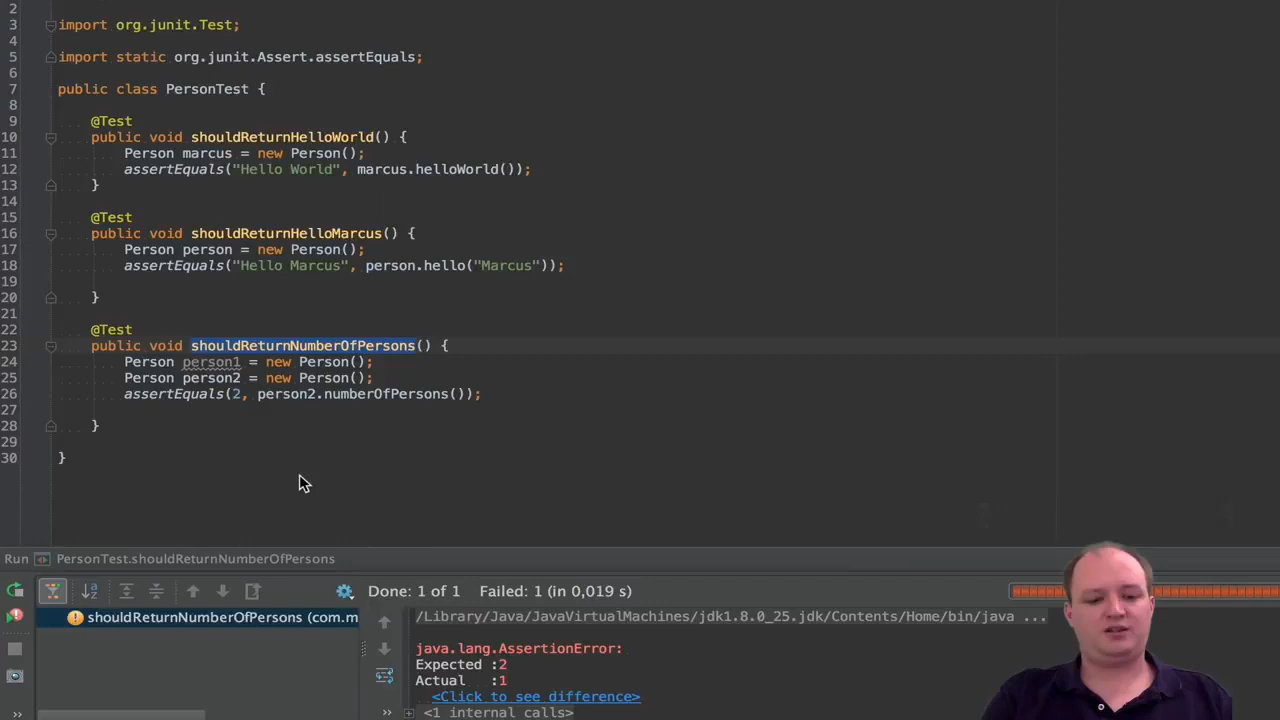 2
3 import org.junit.Test;
4
5 import static org.junit.Assert.assertEquals;
6
7 public class PersonTest {
8
9 @Test
10 public void shouldReturnHelloWorld() {
11 Person marcus = new Person();
12 assertEquals("Hello World", marcus.helloWorld());
13 }
14
15 @Test
16 public void shouldReturnHelloMarcus() {
17 Person person = new Person();
18 assertEquals("Hello Marcus", person.hello("Marcus"));
19
20 }
21
22 @Test
23 public void shouldReturnNumberOfPersons() {
24 Person person1 = new Person();
25 Person person2 = new Person();
26 assertEquals(2, person2.numberOfPersons());
27
28 }
29
30 }
Run PersonTest.shouldReturnNumberOfPersons
Done: 1 of 1 Failed: 1 (in 0,019 s)
shouldReturnNumberOfPersons (com.m
/Library/Java/JavaVirtualMachines/jdk1.8.0_25.jdk/Contents/Home/bin/java ...
java.lang.AssertionError:
Expected :2
Actual :1
<Click to see difference>
<1 internal calls>